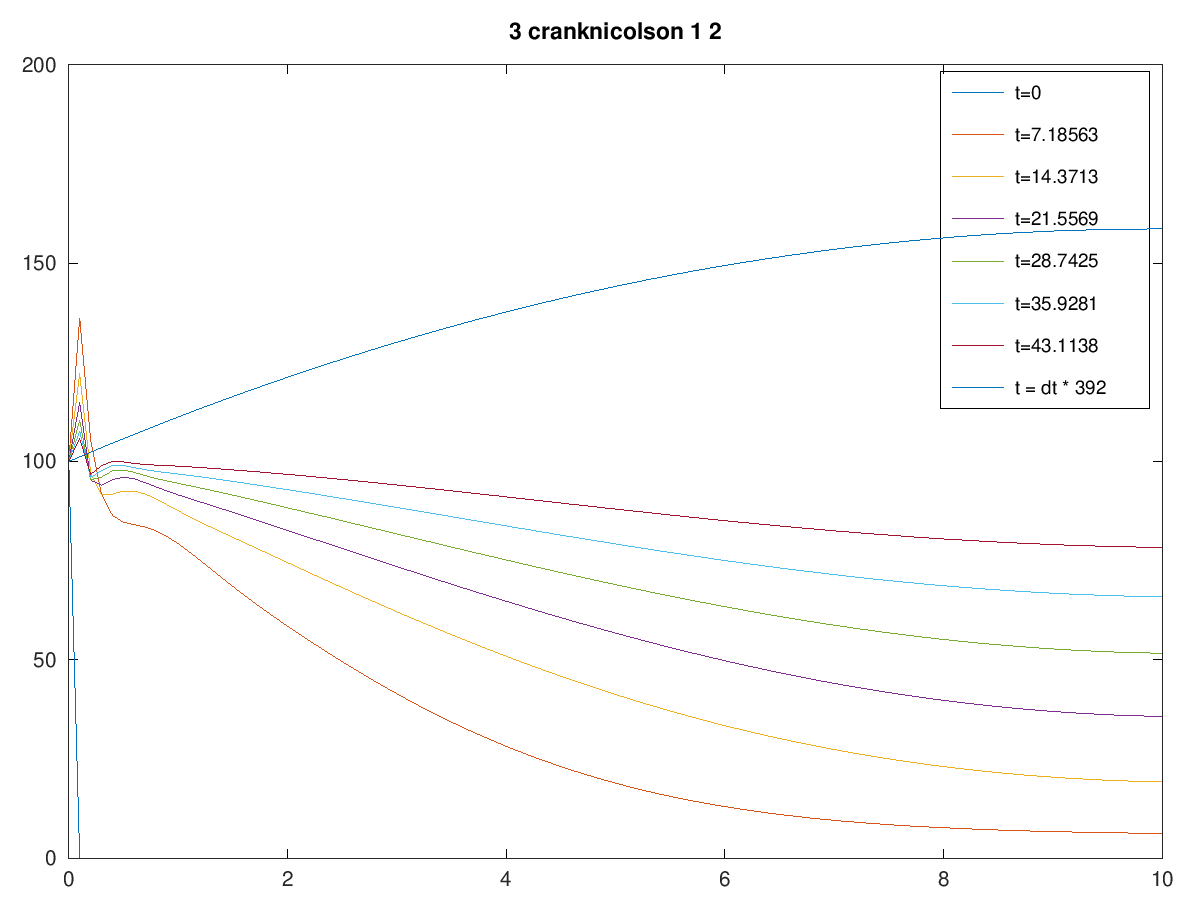 3 cranknicolson 1 2
200
150
100
50
0
0 2 4 6 8 10
t=0
t=7.18563
t=14.3713
t=21.5569
t=28.7425
t=35.9281
t=43.1138
t = dt * 392